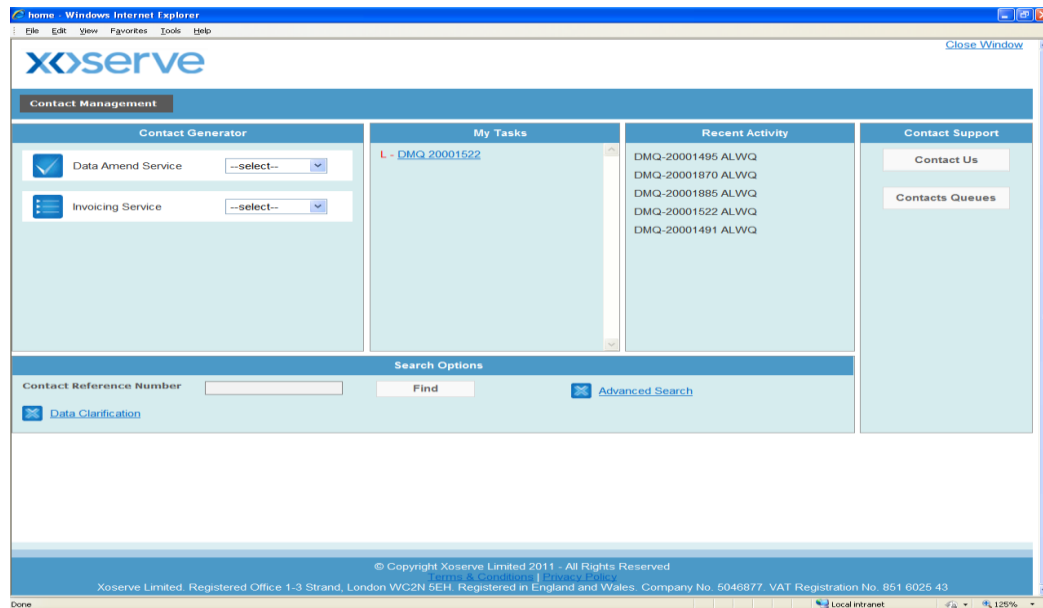 home - Windows Internet Explorer
File Edit View Favorites Tools Help
Close Window
xoserve
Contact Management
Contact Generator
My Tasks
Recent Activity
Contact Support
Data Amend Service --select--
Invoicing Service --select--
L - DMQ 20001522
DMQ-20001495 ALWQ
DMQ-20001870 ALWQ
DMQ-20001885 ALWQ
DMQ-20001522 ALWQ
DMQ-20001491 ALWQ
Contact Us
Contacts Queues
Search Options
Contact Reference Number Find Advanced Search
Data Clarification
© Copyright Xoserve Limited 2011 - All Rights Reserved
Terms & Conditions | Privacy Policy
Xoserve Limited. Registered Office 1-3 Strand, London WC2N 5EH. Registered in England and Wales. Company No. 5046877. VAT Registration No. 851 6025 43
Done Local intranet 125%